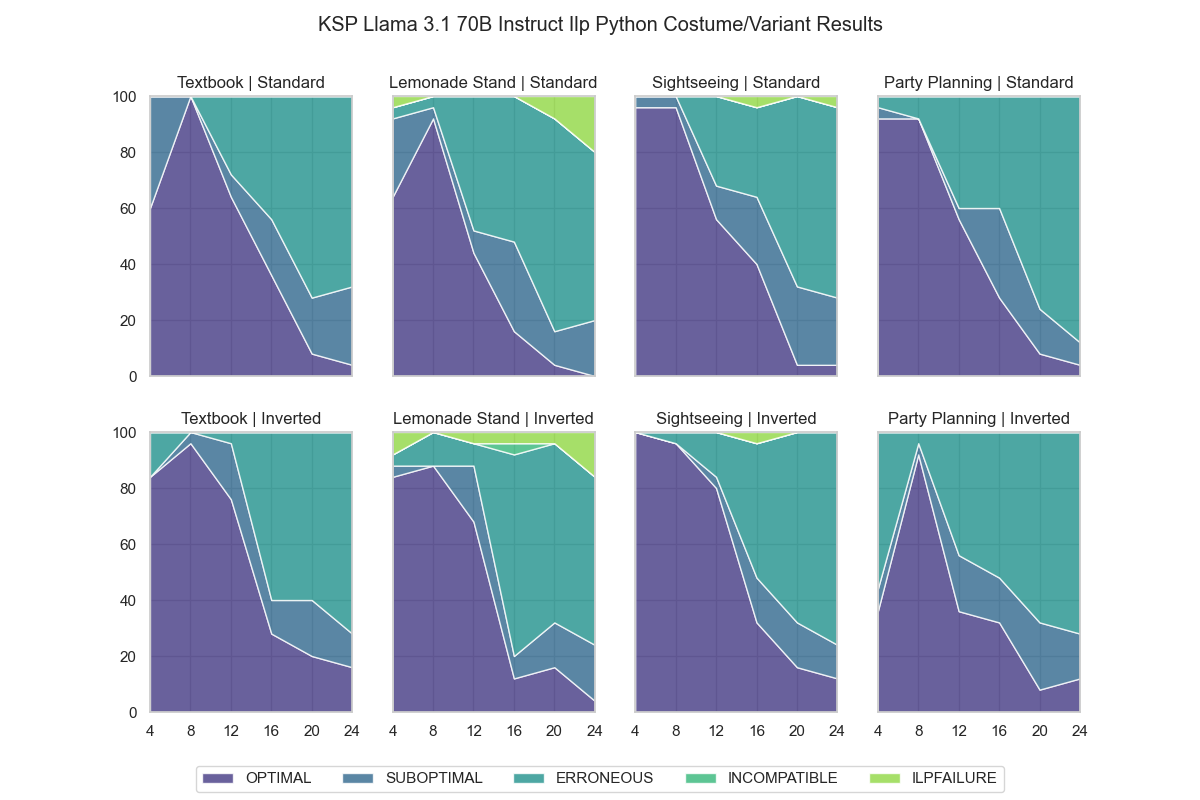 KSP Llama 3.1 70B Instruct Ilp Python Costume/Variant Results
Textbook | Standard
Lemonade Stand | Standard
Sightseeing | Standard
Party Planning | Standard
100
80
60
40
20
0
Textbook | Inverted
Lemonade Stand | Inverted
Sightseeing | Inverted
Party Planning | Inverted
100
80
60
40
20
0
4 8 12 16 20 24
4 8 12 16 20 24
4 8 12 16 20 24
4 8 12 16 20 24
OPTIMAL SUBOPTIMAL ERRONEOUS INCOMPATIBLE ILPFAILURE